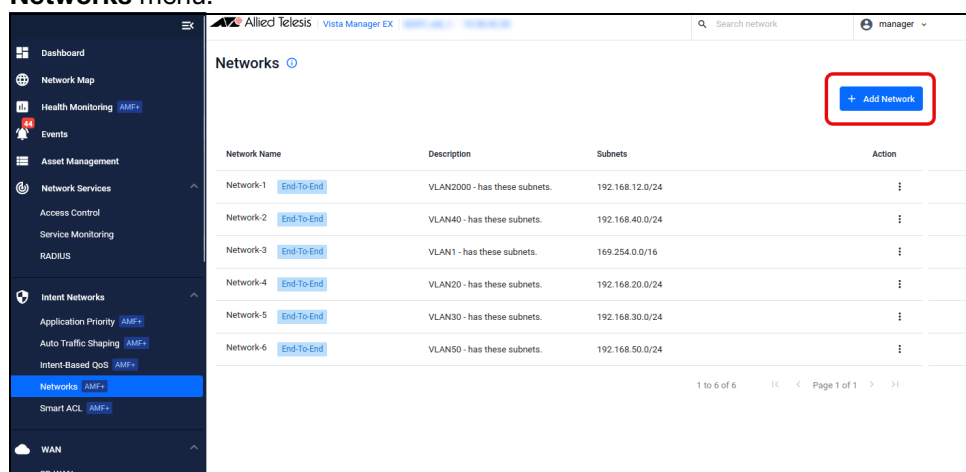 Networks menu.
Allied Telesis Vista Manager EX
Search network
manager
Dashboard
Network Map
Health Monitoring AMF+
44
Events
Asset Management
Network Services
Access Control
Service Monitoring
RADIUS
Intent Networks
Application Priority AMF+
Auto Traffic Shaping AMF+
Intent-Based QoS AMF+
Networks AMF+
Smart ACL AMF+
WAN
Networks
+ Add Network
Network Name Description Subnets Action
Network-1 End-To-End VLAN2000 - has these subnets. 192.168.12.0/24
Network-2 End-To-End VLAN40 - has these subnets. 192.168.40.0/24
Network-3 End-To-End VLAN1 - has these subnets. 169.254.0.0/16
Network-4 End-To-End VLAN20 - has these subnets. 192.168.20.0/24
Network-5 End-To-End VLAN30 - has these subnets. 192.168.30.0/24
Network-6 End-To-End VLAN50 - has these subnets. 192.168.50.0/24
1 to 6 of 6 Page 1 of 1